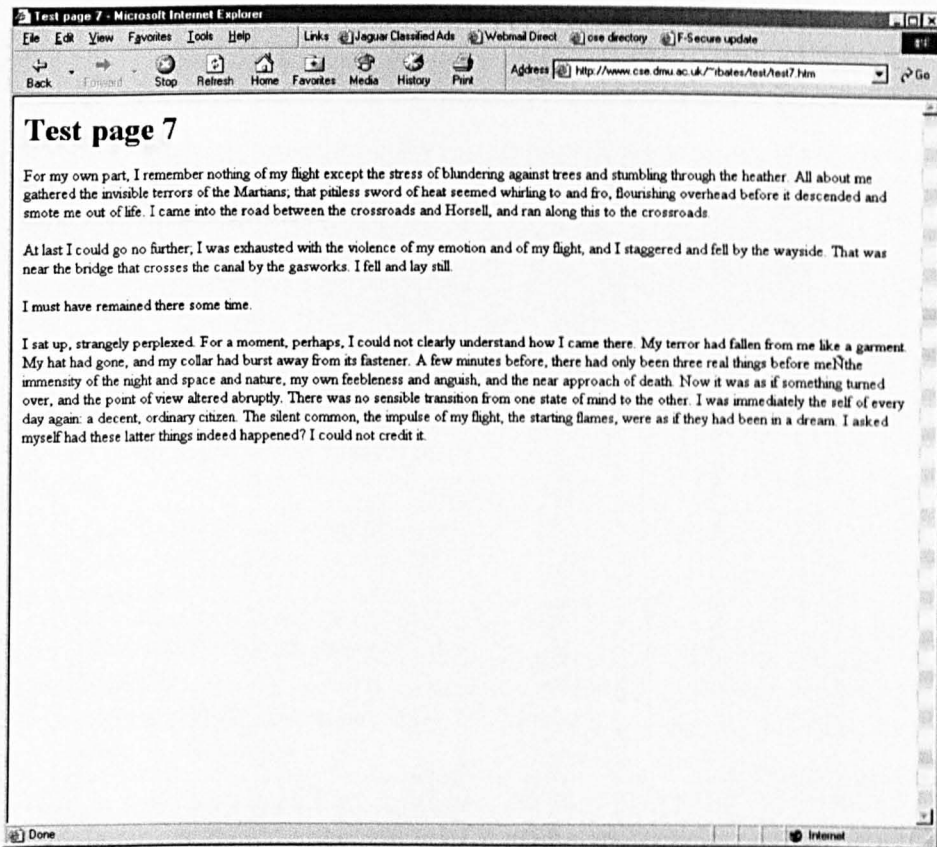 Test page 7 - Microsoft Internet Explorer
File Edit View Favorites Tools Help Links Jaguar Classified Ads Webmail Direct cse directory F-Secure update
Back Forward Stop Refresh Home Favorites Media History Print Address http://www.cse.dmu.ac.uk/~rbates/test/test7.htm Go
Test page 7
For my own part, I remember nothing of my flight except the stress of blundering against trees and stumbling through the heather. All about me
gathered the invisible terrors of the Martians; that pitiless sword of heat seemed whirling to and fro, flourishing overhead before it descended and
smote me out of life. I came into the road between the crossroads and Horsell, and ran along this to the crossroads.
At last I could go no further; I was exhausted with the violence of my emotion and of my flight, and I staggered and fell by the wayside. That was
near the bridge that crosses the canal by the gasworks. I fell and lay still.
I must have remained there some time.
I sat up, strangely perplexed. For a moment, perhaps, I could not clearly understand how I came there. My terror had fallen from me like a garment.
My hat had gone, and my collar had burst away from its fastener. A few minutes before, there had only been three real things before meÑthe
immensity of the night and space and nature, my own feebleness and anguish, and the near approach of death. Now it was as if something turned
over, and the point of view altered abruptly. There was no sensible transition from one state of mind to the other. I was immediately the self of every
day again: a decent, ordinary citizen. The silent common, the impulse of my flight, the starting flames, were as if they had been in a dream. I asked
myself had these latter things indeed happened? I could not credit it.
Done Internet